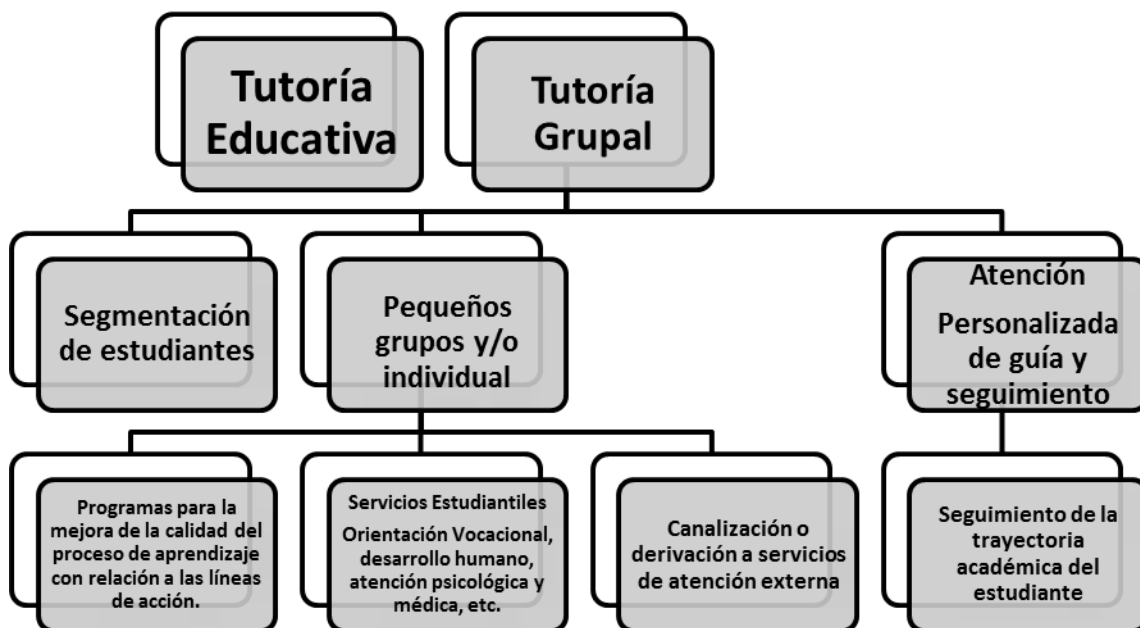 Tutoría
Educativa
Tutoría
Grupal
Segmentación
de estudiantes
Pequeños
grupos y/o
individual
Atención
Personalizada
de guía y
seguimiento
Programas para la
mejora de la calidad del
proceso de aprendizaje
con relación a las líneas
de acción.
Servicios Estudiantiles
Orientación Vocacional,
desarrollo humano,
atención psicológica y
médica, etc.
Canalización o
derivación a servicios
de atención externa
Seguimiento de la
trayectoria
académica del
estudiante